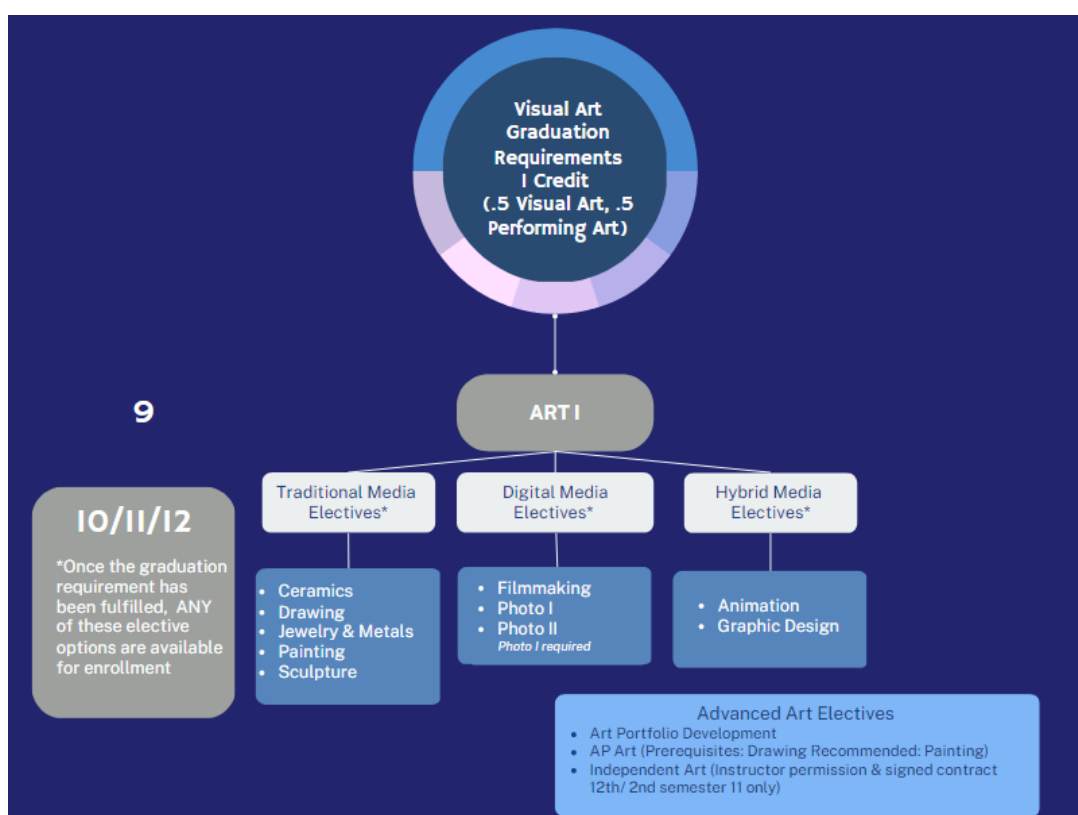 Visual Art
Graduation
Requirements
1 Credit
(.5 Visual Art, .5
Performing Art)
9
ART I
Traditional Media
Electives*
Digital Media
Electives*
Hybrid Media
Electives*
10/11/12
*Once the graduation
requirement has
been fulfilled, ANY
of these elective
options are available
for enrollment
• Ceramics
• Drawing
• Jewelry & Metals
• Painting
• Sculpture
• Filmmaking
• Photo I
• Photo II
Photo I required
• Animation
• Graphic Design
Advanced Art Electives
• Art Portfolio Development
• AP Art (Prerequisites: Drawing Recommended: Painting)
• Independent Art (Instructor permission & signed contract
12th/ 2nd semester 11 only)